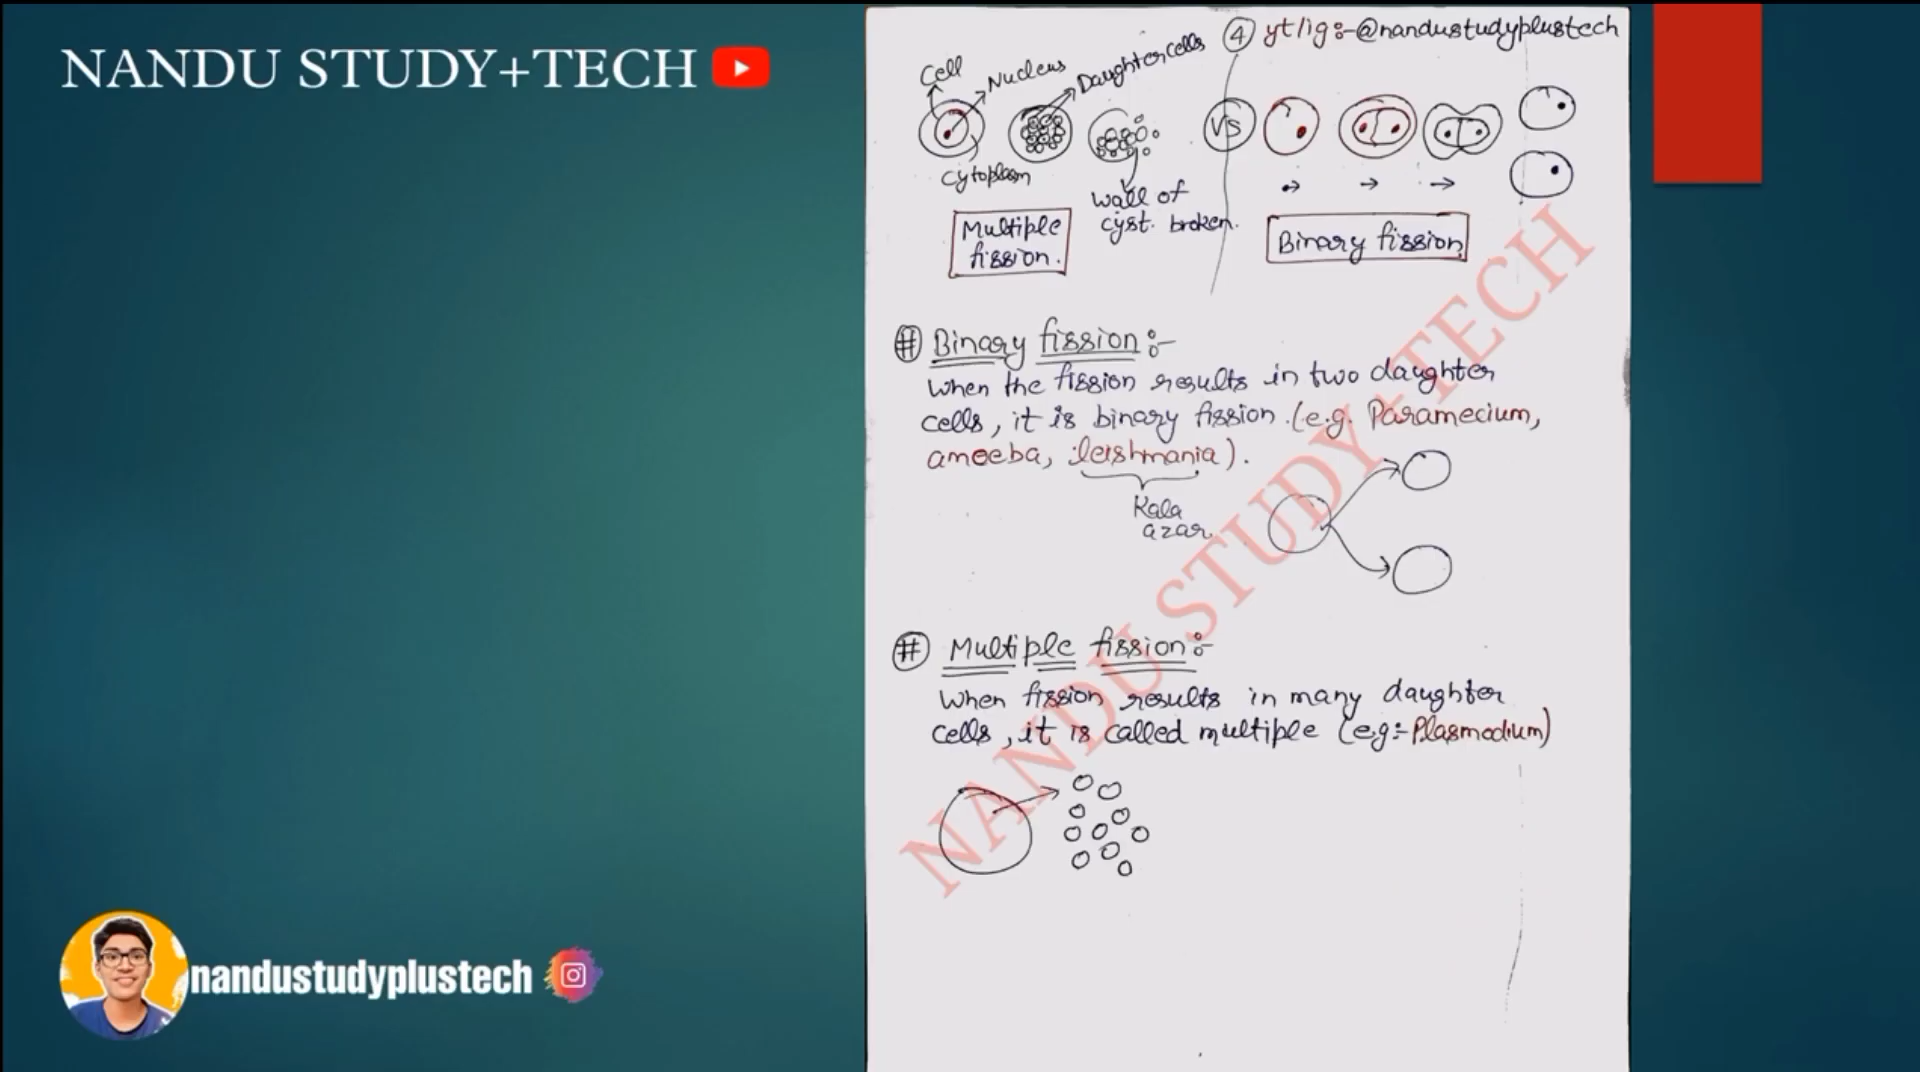 NANDU STUDY+TECH
4 yt/ig:-@nandustudyplustech
Cell
Nucleus
Daughter cells
VS
Cytoplasm
Wall of
cyst. broken.
Multiple
fission.
Binary fission
# Binary fission:-
When the fission results in two daughter
cells, it is binary fission. (e.g. Paramecium,
amoeba, leishmania).
Kala
azar.
# Multiple fission:-
When fission results in many daughter
cells, it is called multiple (e.g:- Plasmodium)
NANDU STUDY+TECH
nandustudyplustech